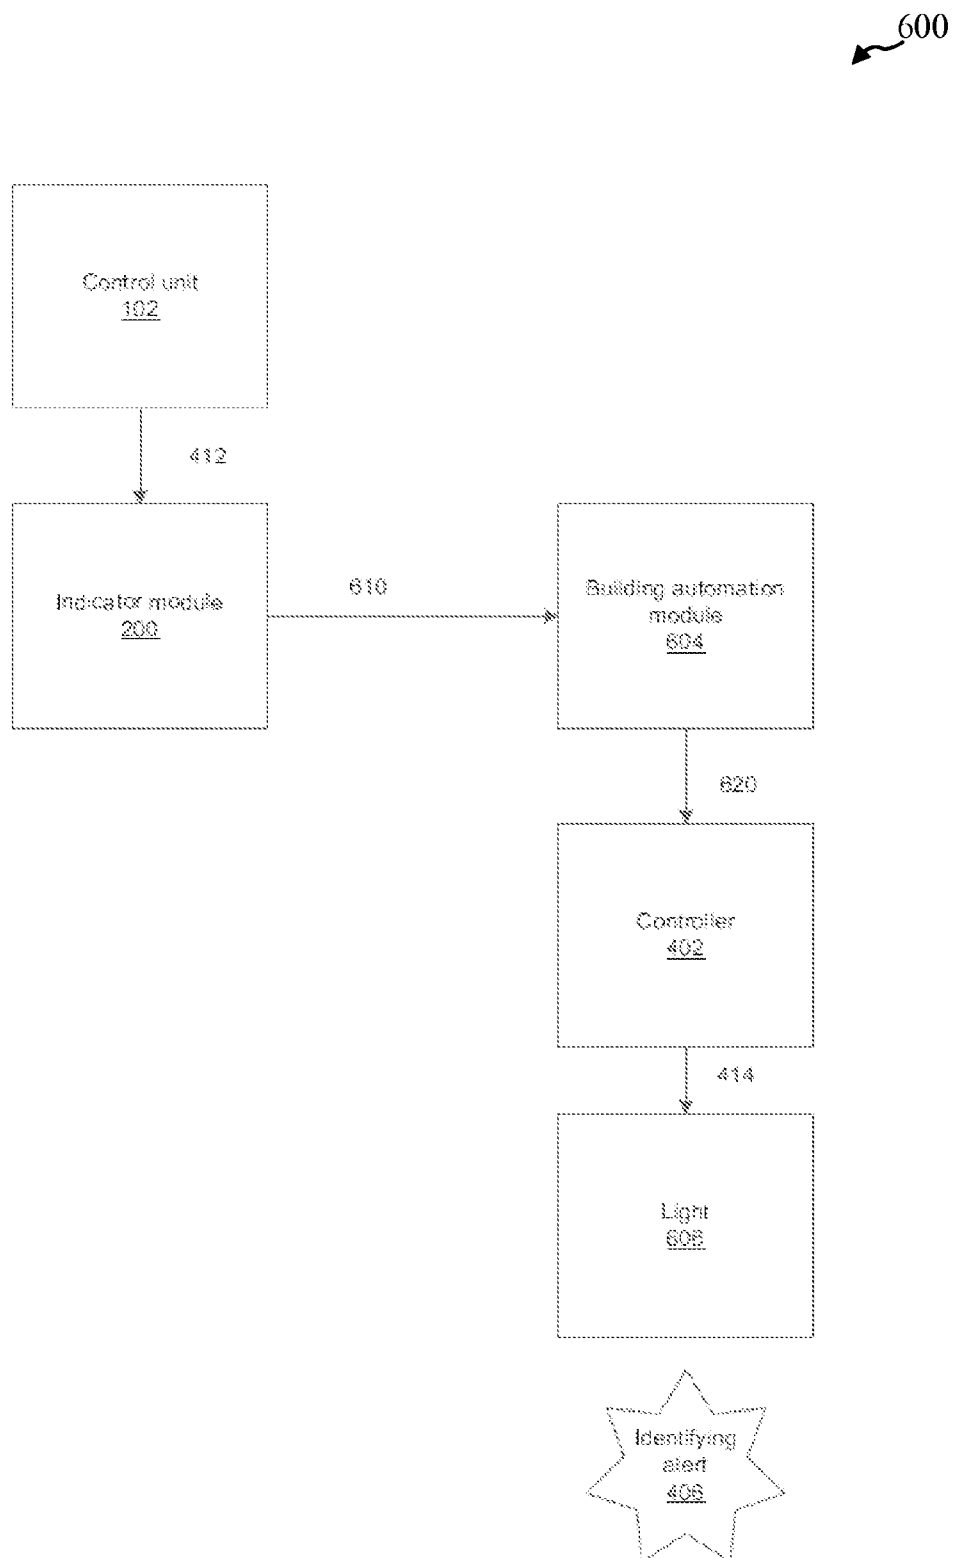 600
Control unit
102
412
Indicator module
200
610
Building automation
module
604
620
Controller
402
414
Light
606
Identifying
alert
406